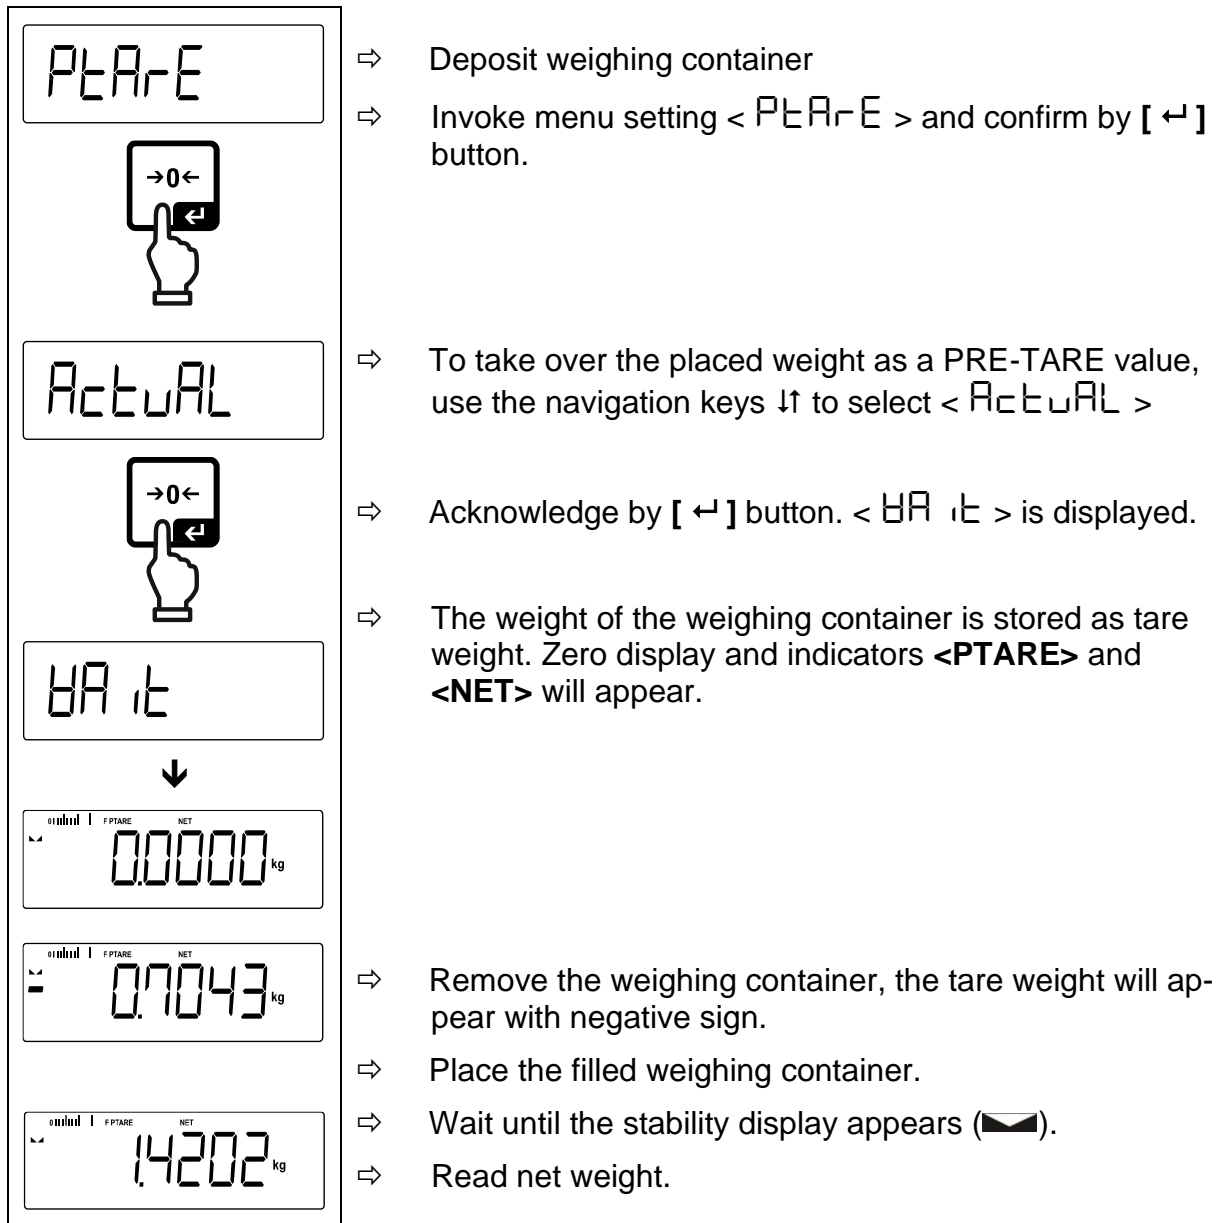 PtArE
⇨ Deposit weighing container
⇨ Invoke menu setting < PtArE > and confirm by [ ↵ ]
button.
→0←
↵
ActuAL
⇨ To take over the placed weight as a PRE-TARE value,
use the navigation keys ↓↑ to select < ActuAL >
→0←
↵
⇨ Acknowledge by [ ↵ ] button. < WAit > is displayed.
⇨ The weight of the weighing container is stored as tare
weight. Zero display and indicators <PTARE> and
<NET> will appear.
WAit
F PTARE NET
0.0000 kg
F PTARE NET
-0.7043 kg
⇨ Remove the weighing container, the tare weight will ap-
pear with negative sign.
⇨ Place the filled weighing container.
⇨ Wait until the stability display appears ( ).
F PTARE NET
1.4202 kg
⇨ Read net weight.